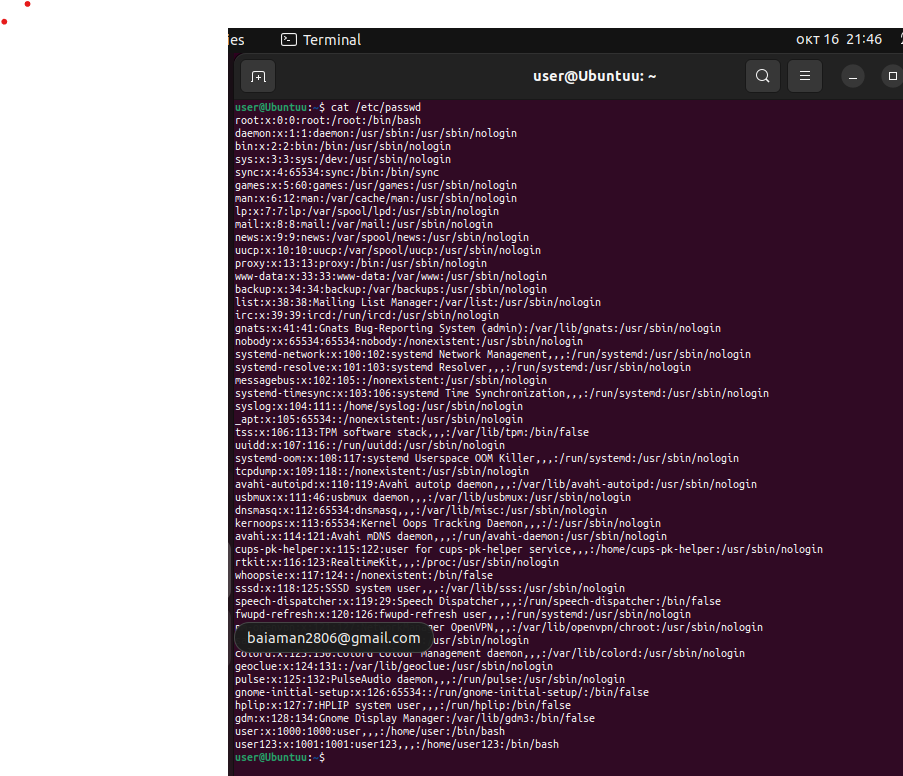 ies Terminal окт 16 21:46
user@Ubuntuu: ~
user@Ubuntuu:~$ cat /etc/passwd
root:x:0:0:root:/root:/bin/bash
daemon:x:1:1:daemon:/usr/sbin:/usr/sbin/nologin
bin:x:2:2:bin:/bin:/usr/sbin/nologin
sys:x:3:3:sys:/dev:/usr/sbin/nologin
sync:x:4:65534:sync:/bin:/bin/sync
games:x:5:60:games:/usr/games:/usr/sbin/nologin
man:x:6:12:man:/var/cache/man:/usr/sbin/nologin
lp:x:7:7:lp:/var/spool/lpd:/usr/sbin/nologin
mail:x:8:8:mail:/var/mail:/usr/sbin/nologin
news:x:9:9:news:/var/spool/news:/usr/sbin/nologin
uucp:x:10:10:uucp:/var/spool/uucp:/usr/sbin/nologin
proxy:x:13:13:proxy:/bin:/usr/sbin/nologin
www-data:x:33:33:www-data:/var/www:/usr/sbin/nologin
backup:x:34:34:backup:/var/backups:/usr/sbin/nologin
list:x:38:38:Mailing List Manager:/var/list:/usr/sbin/nologin
irc:x:39:39:ircd:/run/ircd:/usr/sbin/nologin
gnats:x:41:41:Gnats Bug-Reporting System (admin):/var/lib/gnats:/usr/sbin/nologin
nobody:x:65534:65534:nobody:/nonexistent:/usr/sbin/nologin
systemd-network:x:100:102:systemd Network Management,,,:/run/systemd:/usr/sbin/nologin
systemd-resolve:x:101:103:systemd Resolver,,,:/run/systemd:/usr/sbin/nologin
messagebus:x:102:105::/nonexistent:/usr/sbin/nologin
systemd-timesync:x:103:106:systemd Time Synchronization,,,:/run/systemd:/usr/sbin/nologin
syslog:x:104:111::/home/syslog:/usr/sbin/nologin
_apt:x:105:65534::/nonexistent:/usr/sbin/nologin
tss:x:106:113:TPM software stack,,,:/var/lib/tpm:/bin/false
uuidd:x:107:116::/run/uuidd:/usr/sbin/nologin
systemd-oom:x:108:117:systemd Userspace OOM Killer,,,:/run/systemd:/usr/sbin/nologin
tcpdump:x:109:118::/nonexistent:/usr/sbin/nologin
avahi-autoipd:x:110:119:Avahi autoip daemon,,,:/var/lib/avahi-autoipd:/usr/sbin/nologin
usbmux:x:111:46:usbmux daemon,,,:/var/lib/usbmux:/usr/sbin/nologin
dnsmasq:x:112:65534:dnsmasq,,,:/var/lib/misc:/usr/sbin/nologin
kernoops:x:113:65534:Kernel Oops Tracking Daemon,,,:/:/usr/sbin/nologin
avahi:x:114:121:Avahi mDNS daemon,,,:/run/avahi-daemon:/usr/sbin/nologin
cups-pk-helper:x:115:122:user for cups-pk-helper service,,,:/home/cups-pk-helper:/usr/sbin/nologin
rtkit:x:116:123:RealtimeKit,,,:/proc:/usr/sbin/nologin
whoopsie:x:117:124::/nonexistent:/bin/false
sssd:x:118:125:SSSD system user,,,:/var/lib/sss:/usr/sbin/nologin
speech-dispatcher:x:119:29:Speech Dispatcher,,,:/run/speech-dispatcher:/bin/false
fwupd-refresh:x:120:126:fwupd-refresh user,,,:/run/systemd:/usr/sbin/nologin
OpenVPN,,,:/var/lib/openvpn/chroot:/usr/sbin/nologin
baiaman2806@gmail.com
usr/sbin/nologin
management daemon,,,:/var/lib/colord:/usr/sbin/nologin
geoclue:x:124:131::/var/lib/geoclue:/usr/sbin/nologin
pulse:x:125:132:PulseAudio daemon,,,:/run/pulse:/usr/sbin/nologin
gnome-initial-setup:x:126:65534::/run/gnome-initial-setup/:/bin/false
hplip:x:127:7:HPLIP system user,,,:/run/hplip:/bin/false
gdm:x:128:134:Gnome Display Manager:/var/lib/gdm3:/bin/false
user:x:1000:1000:user,,,:/home/user:/bin/bash
user123:x:1001:1001:user123,,,:/home/user123:/bin/bash
user@Ubuntuu:~$